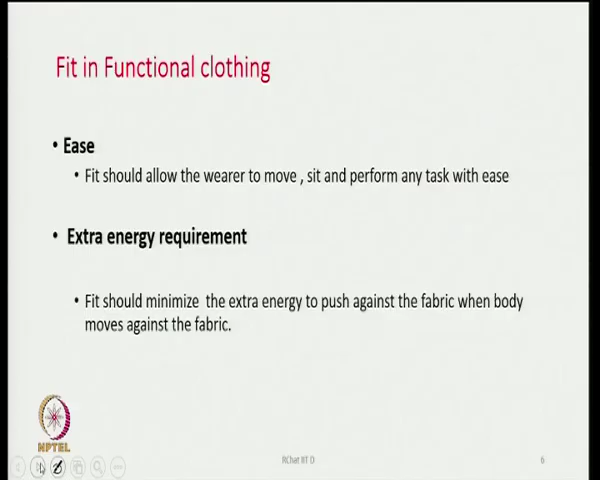 Fit in Functional clothing
• Ease
• Fit should allow the wearer to move , sit and perform any task with ease
• Extra energy requirement
• Fit should minimize the extra energy to push against the fabric when body
moves against the fabric.
NPTEL
RChat IIT D
6